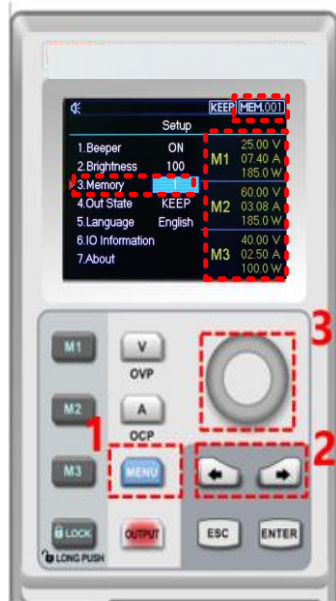 KEEP MEM.001
Setup
1.Beeper ON
2.Brightness 100
3.Memory 1
4.Out State KEEP
5.Language English
6.IO Information
7.About
M1 25.00 V
07.40 A
185.0 W
M2 60.00 V
03.08 A
185.0 W
M3 40.00 V
02.50 A
100.0 W
3
M1 V
OVP
M2 A
OCP
1 2
M3 MENU
LOCK OUTPUT ESC ENTER
LONG PUSH